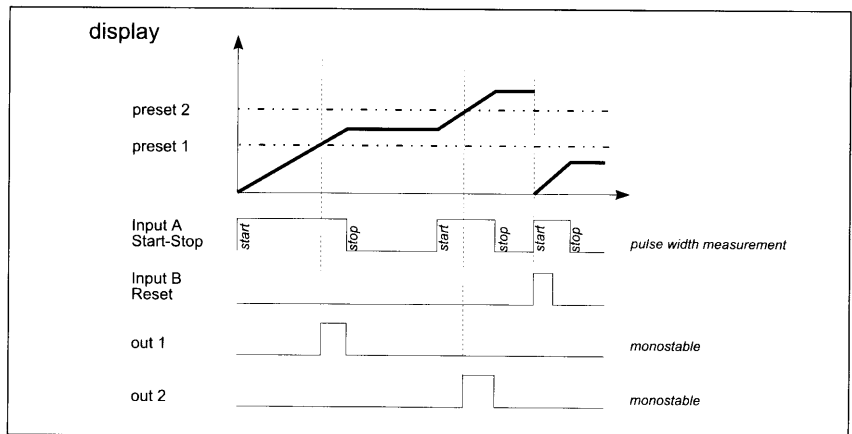 display
preset 2
preset 1
Input A
Start-Stop
start
stop
start
stop
start
stop
pulse width measurement
Input B
Reset
out 1
monostable
out 2
monostable